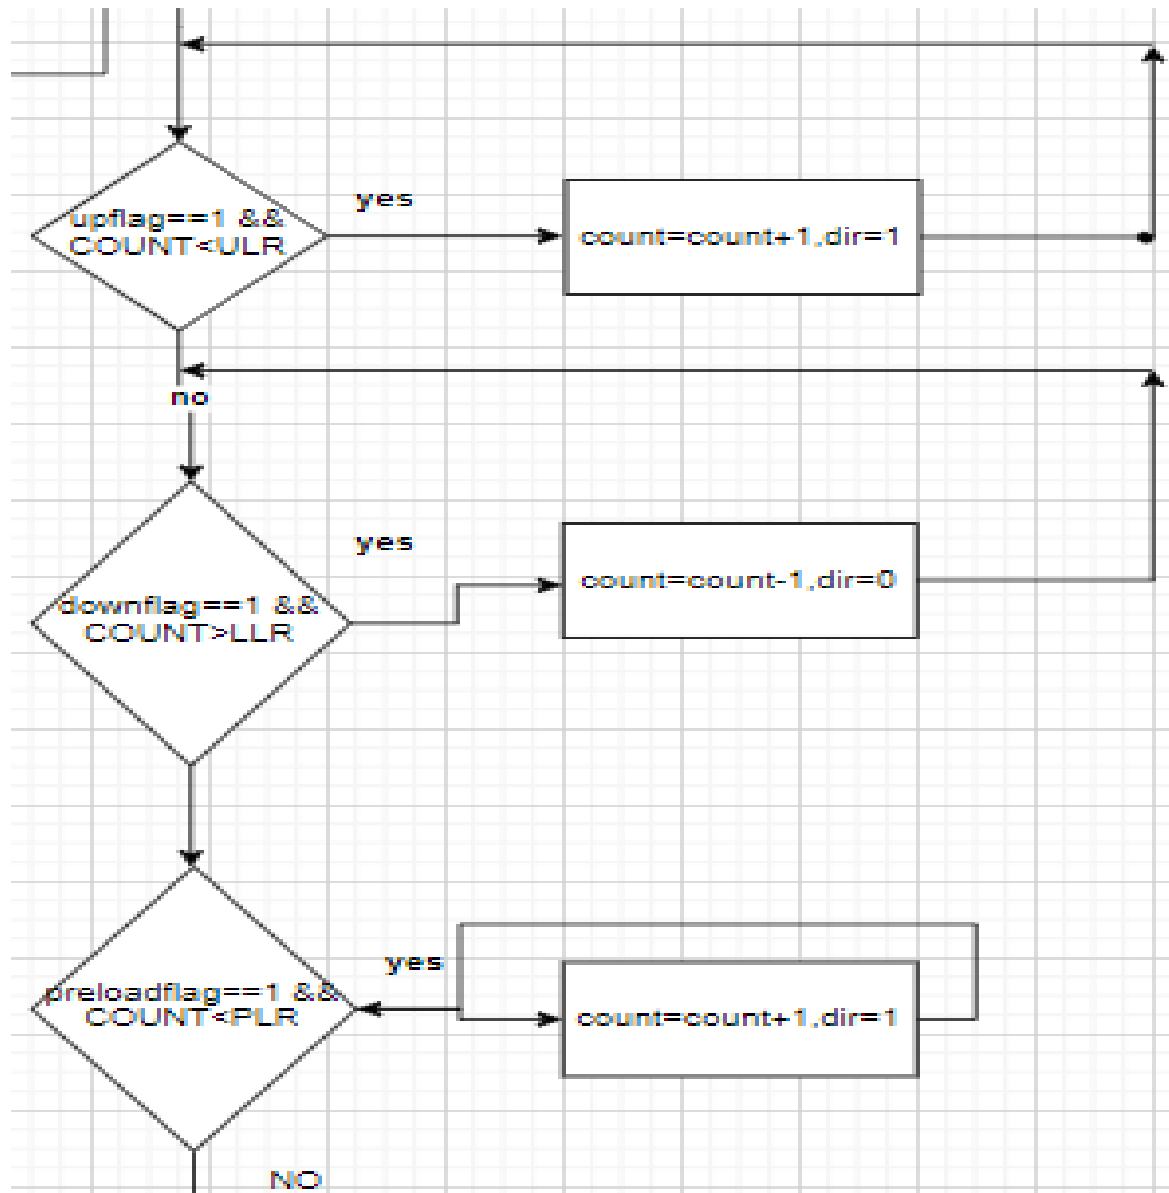 upflag==1 &&
COUNT<ULR
yes
count=count+1,dir=1
no
downflag==1 &&
COUNT>LLR
yes
count=count-1,dir=0
preloadflag==1 &&
COUNT<PLR
yes
count=count+1,dir=1
NO